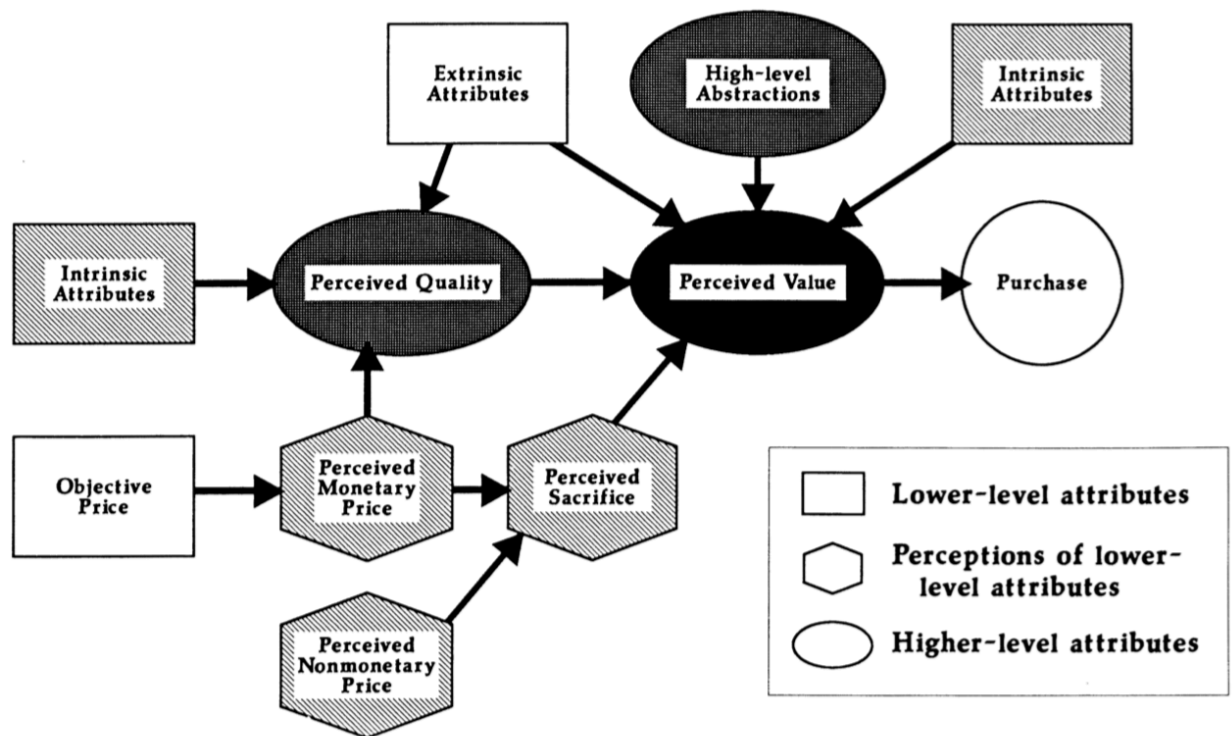 Extrinsic
Attributes
High-level
Abstractions
Intrinsic
Attributes
Intrinsic
Attributes
Perceived Quality
Perceived Value
Purchase
Objective
Price
Perceived
Monetary
Price
Perceived
Sacrifice
Perceived
Nonmonetary
Price
Lower-level attributes
Perceptions of lower-
level attributes
Higher-level attributes